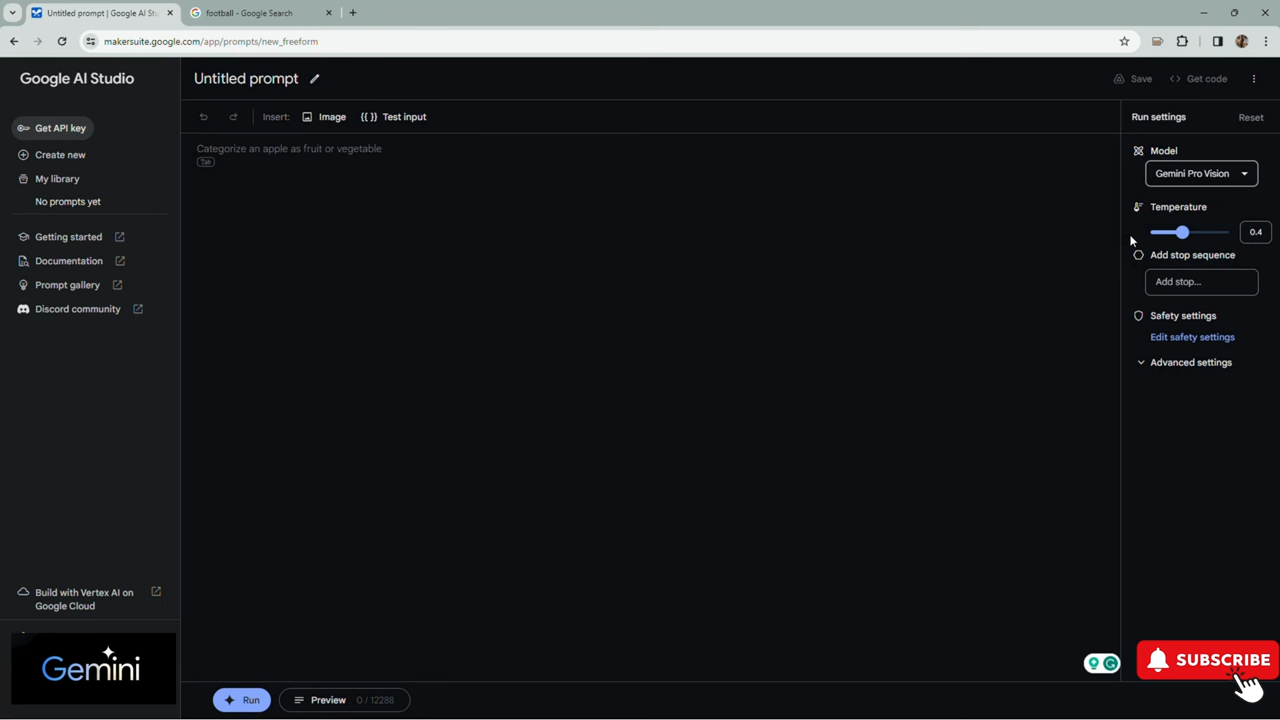 Untitled prompt | Google AI Stu
football - Google Search
makersuite.google.com/app/prompts/new_freeform
Google AI Studio
Untitled prompt
Save
Get code
Get API key
Create new
My library
No prompts yet
Getting started
Documentation
Prompt gallery
Discord community
Build with Vertex AI on
Google Cloud
Gemini
Insert:
Image
{{ }} Test input
Categorize an apple as fruit or vegetable
Tab
Run settings
Reset
Model
Gemini Pro Vision
Temperature
0.4
Add stop sequence
Add stop...
Safety settings
Edit safety settings
Advanced settings
SUBSCRIBE
Run
Preview
0 / 12288